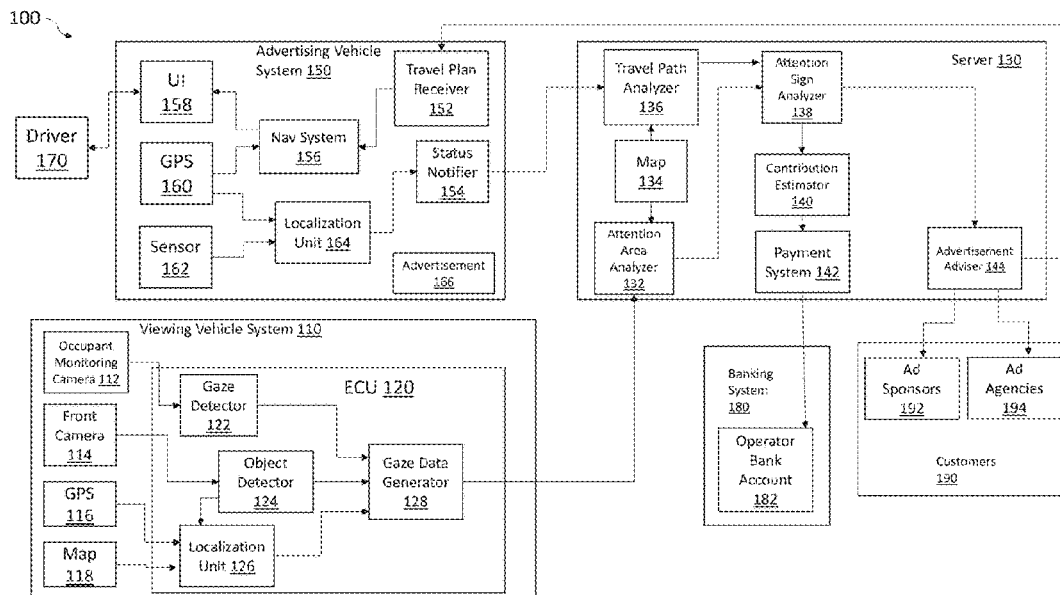 100
Advertising Vehicle
System 150
UI
158
Travel Plan
Receiver
152
Driver
170
Nav System
156
GPS
160
Status
Notifier
154
Localization
Unit 164
Sensor
162
Advertisement
166
Server 130
Travel Path
Analyzer
136
Attention
Sign
Analyzer
138
Map
134
Contribution
Estimator
140
Attention
Area
Analyzer
132
Payment
System 142
Advertisement
Adviser 144
Viewing Vehicle System 110
Occupant
Monitoring
Camera 112
ECU 120
Gaze
Detector
122
Front
Camera
114
Object
Detector
124
Gaze Data
Generator
128
GPS
116
Localization
Unit 126
Map
118
Banking
System
180
Operator
Bank
Account
182
Ad
Sponsors
192
Ad
Agencies
194
Customers
190